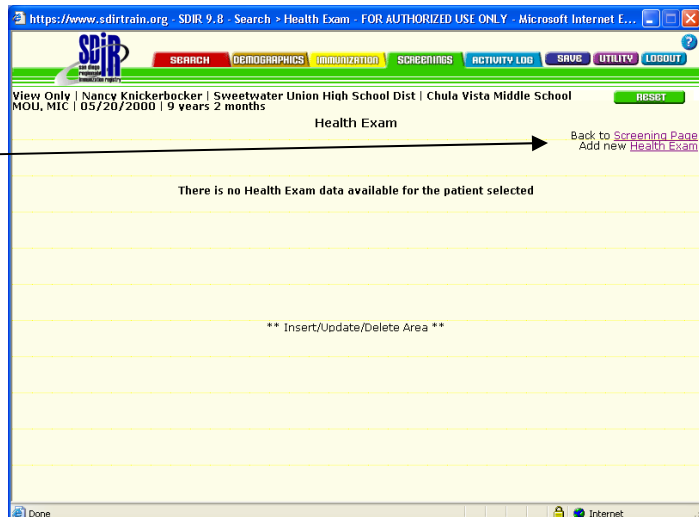 https://www.sdirtrain.org - SDIR 9.8 - Search > Health Exam - FOR AUTHORIZED USE ONLY - Microsoft Internet E...
SDIR
san diego
regional
immunization registry
SEARCH DEMOGRAPHICS IMMUNIZATION SCREENINGS ACTIVITY LOG SAVE UTILITY LOGOUT ?
View Only | Nancy Knickerbocker | Sweetwater Union High School Dist | Chula Vista Middle School
RESET
MOU, MIC | 05/20/2000 | 9 years 2 months
Health Exam
Back to Screening Page
Add new Health Exam
There is no Health Exam data available for the patient selected
** Insert/Update/Delete Area **
Done Internet